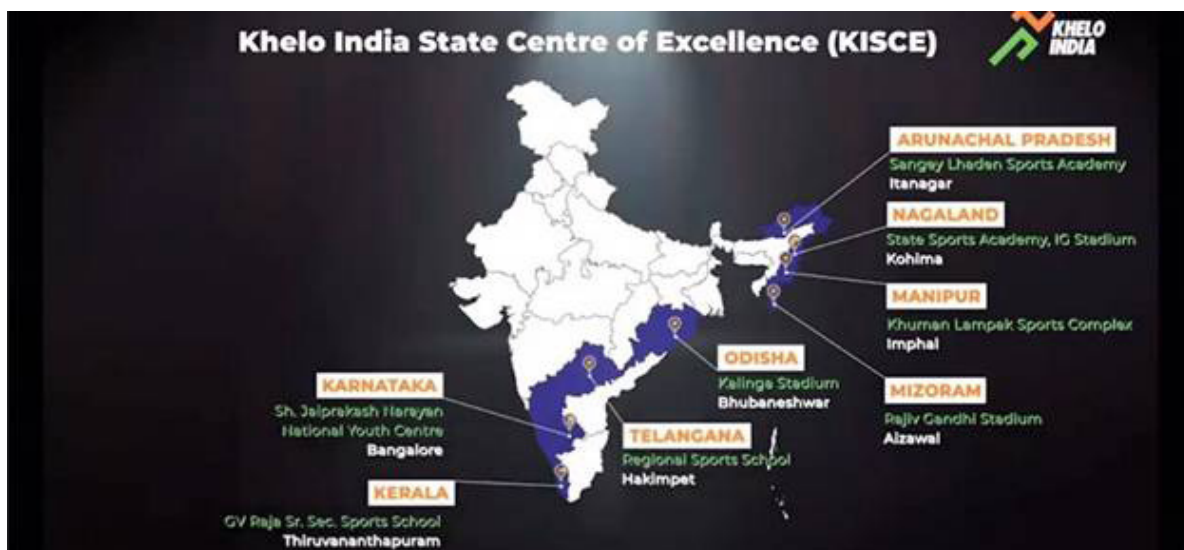 Khelo India State Centre of Excellence (KISCE)
KHELO
INDIA
ARUNACHAL PRADESH
Sangey Lhaden Sports Academy
Itanagar
NAGALAND
State Sports Academy, IG Stadium
Kohima
MANIPUR
Khuman Lampak Sports Complex
Imphal
MIZORAM
Rajiv Gandhi Stadium
Aizawal
ODISHA
Kalinga Stadium
Bhubaneshwar
TELANGANA
Regional Sports School
Hakimpet
KARNATAKA
Sh. Jaiprakash Narayan
National Youth Centre
Bangalore
KERALA
GV Raja Sr. Sec. Sports School
Thiruvananthapuram